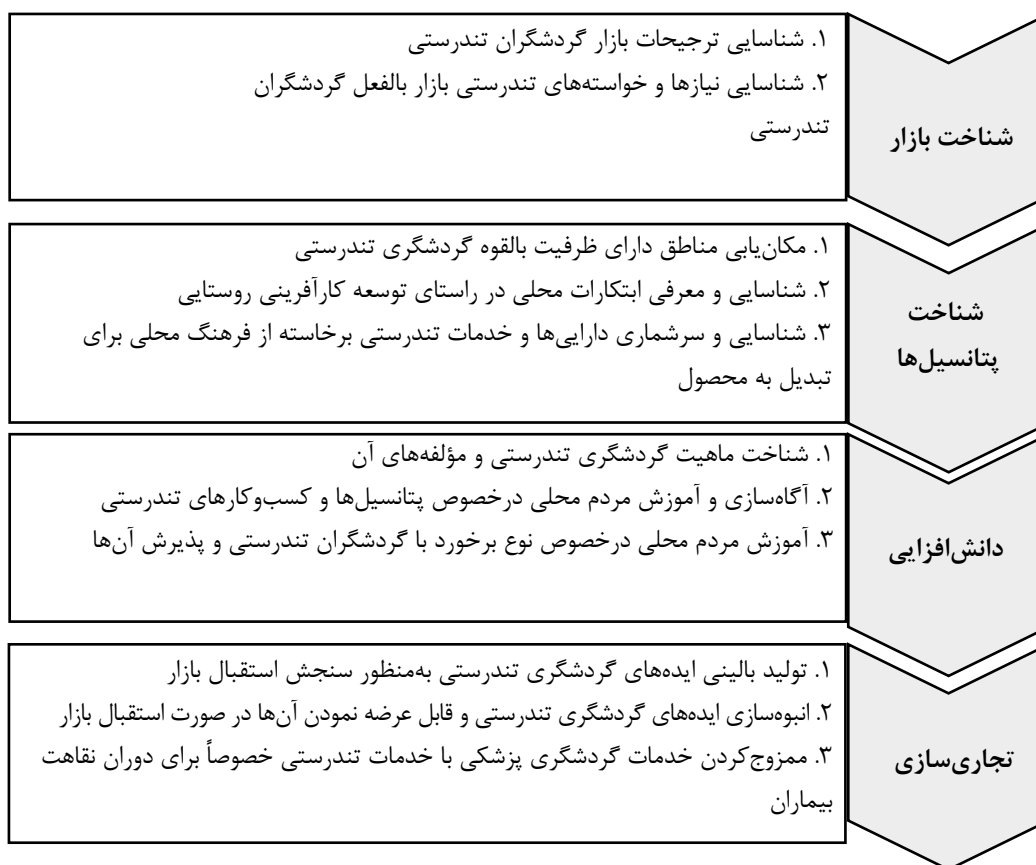 شناخت بازار
۱. شناسایی ترجیحات بازار گردشگران تندرستی
۲. شناسایی نیازها و خواسته‌های تندرستی بازار بالفعل گردشگران
تندرستی
شناخت
پتانسیل‌ها
۱. مکان‌یابی مناطق دارای ظرفیت بالقوه گردشگری تندرستی
۲. شناسایی و معرفی ابتکارات محلی در راستای توسعه کارآفرینی روستایی
۳. شناسایی و سرشماری دارایی‌ها و خدمات تندرستی برخاسته از فرهنگ محلی برای
تبدیل به محصول
دانش‌افزایی
۱. شناخت ماهیت گردشگری تندرستی و مؤلفه‌های آن
۲. آگاه‌سازی و آموزش مردم محلی درخصوص پتانسیل‌ها و کسب‌وکارهای تندرستی
۳. آموزش مردم محلی درخصوص نوع برخورد با گردشگران تندرستی و پذیرش آن‌ها
تجاری‌سازی
۱. تولید بالینی ایده‌های گردشگری تندرستی به‌منظور سنجش استقبال بازار
۲. انبوه‌سازی ایده‌های گردشگری تندرستی و قابل عرضه نمودن آن‌ها در صورت استقبال بازار
۳. ممزوج‌کردن خدمات گردشگری پزشکی با خدمات تندرستی خصوصاً برای دوران نقاهت
بیماران